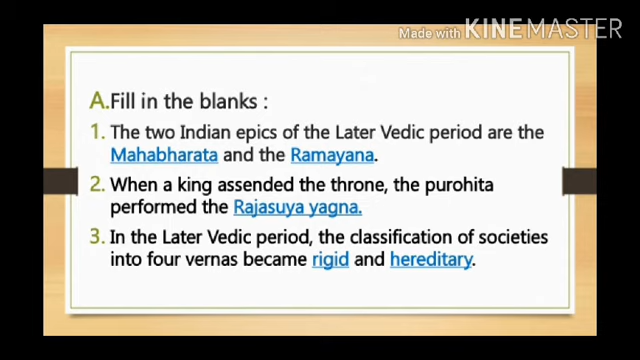 Made with KINEMASTER
A.Fill in the blanks :
1. The two Indian epics of the Later Vedic period are the
Mahabharata and the Ramayana.
2. When a king assended the throne, the purohita
performed the Rajasuya yagna.
3. In the Later Vedic period, the classification of societies
into four vernas became rigid and hereditary.